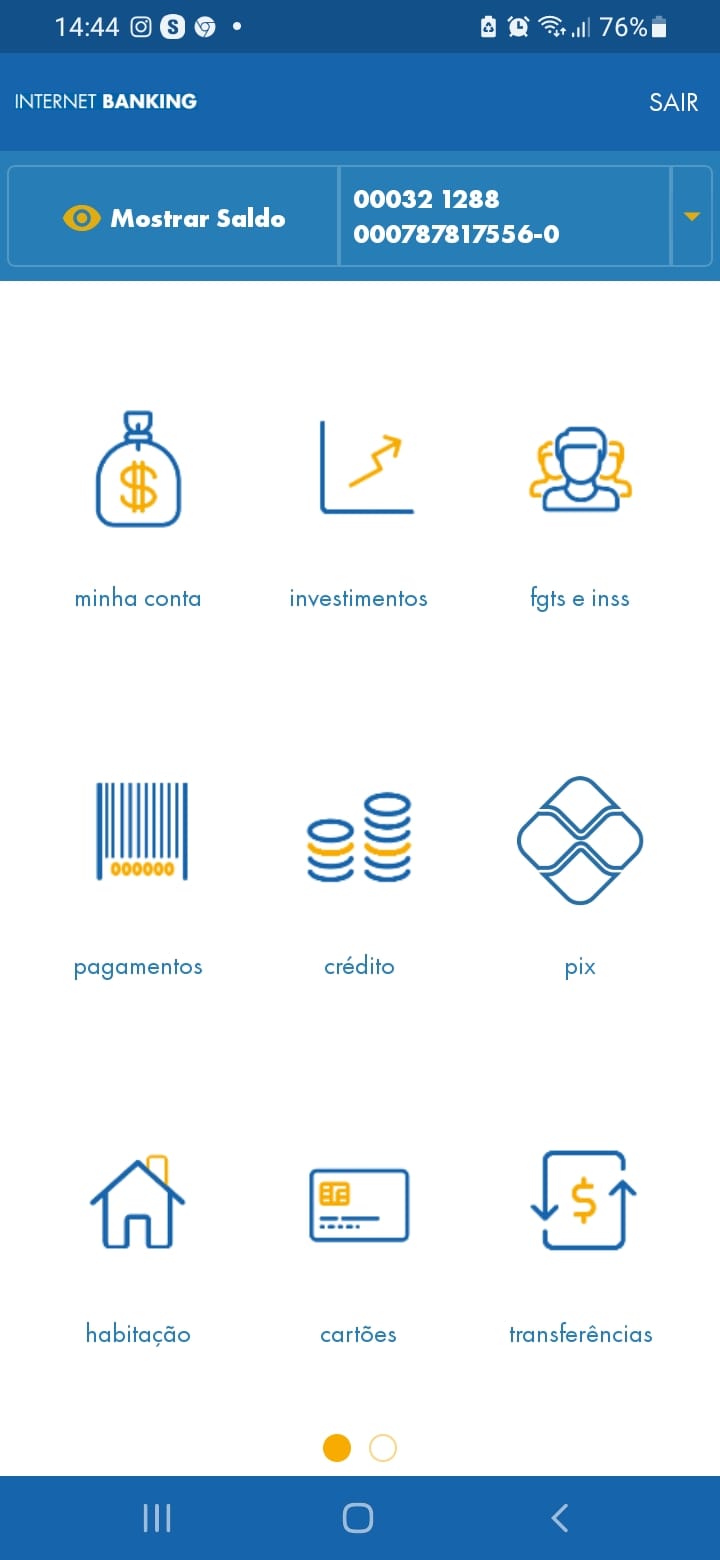 14:44
76%
INTERNET BANKING
SAIR
Mostrar Saldo
00032 1288
000787817556-0
minha conta
investimentos
fgts e inss
000000
pagamentos
crédito
pix
habitação
cartões
transferências